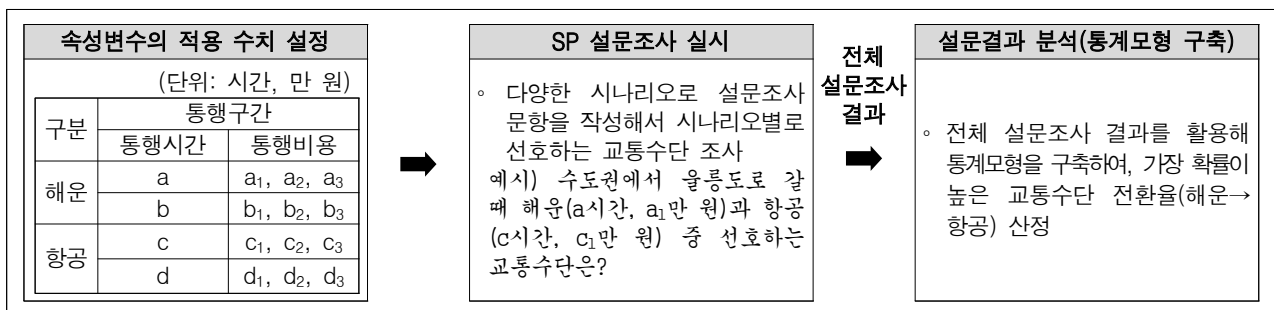 속성변수의 적용 수치 설정
(단위: 시간, 만 원)
구분 통행구간
통행시간 통행비용
해운 a a₁, a₂, a₃
b b₁, b₂, b₃
항공 c c₁, c₂, c₃
d d₁, d₂, d₃
➡
SP 설문조사 실시
◦ 다양한 시나리오로 설문조사
문항을 작성해서 시나리오별로
선호하는 교통수단 조사
예시) 수도권에서 울릉도로 갈
때 해운(a시간, a₁만 원)과 항공
(c시간, c₁만 원) 중 선호하는
교통수단은?
전체
설문조사
결과
➡
설문결과 분석(통계모형 구축)
◦ 전체 설문조사 결과를 활용해
통계모형을 구축하여, 가장 확률이
높은 교통수단 전환율(해운→
항공) 산정